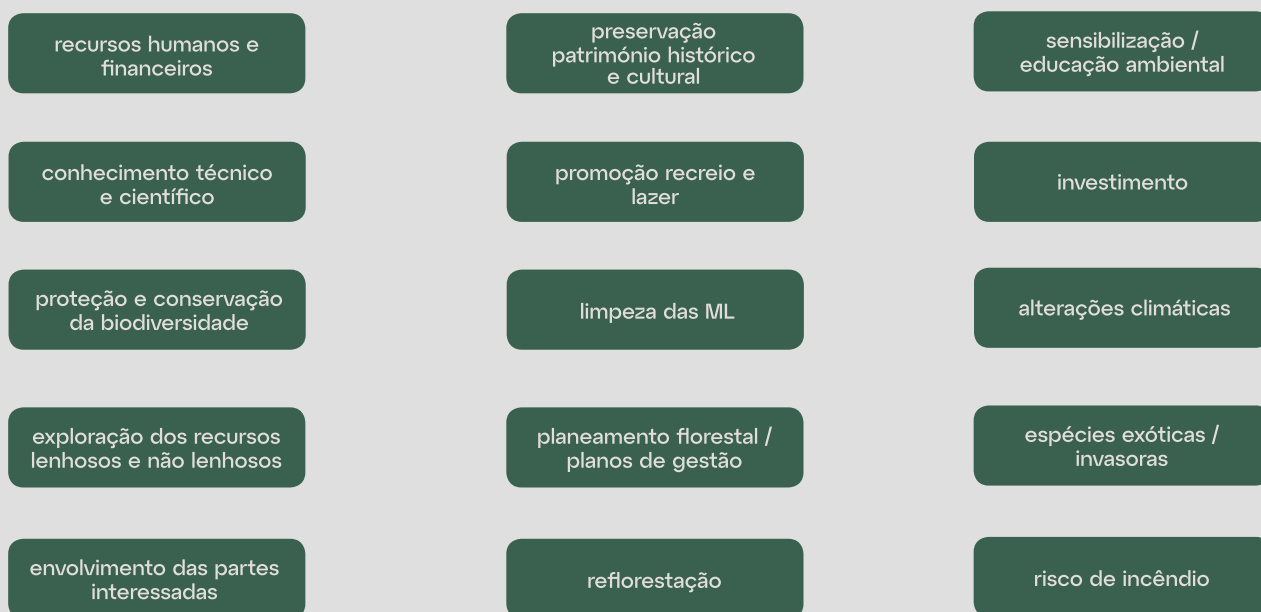 recursos humanos e
financeiros
preservação
património histórico
e cultural
sensibilização /
educação ambiental
conhecimento técnico
e científico
promoção recreio e
lazer
investimento
proteção e conservação
da biodiversidade
limpeza das ML
alterações climáticas
exploração dos recursos
lenhosos e não lenhosos
planeamento florestal /
planos de gestão
espécies exóticas /
invasoras
envolvimento das partes
interessadas
reflorestação
risco de incêndio